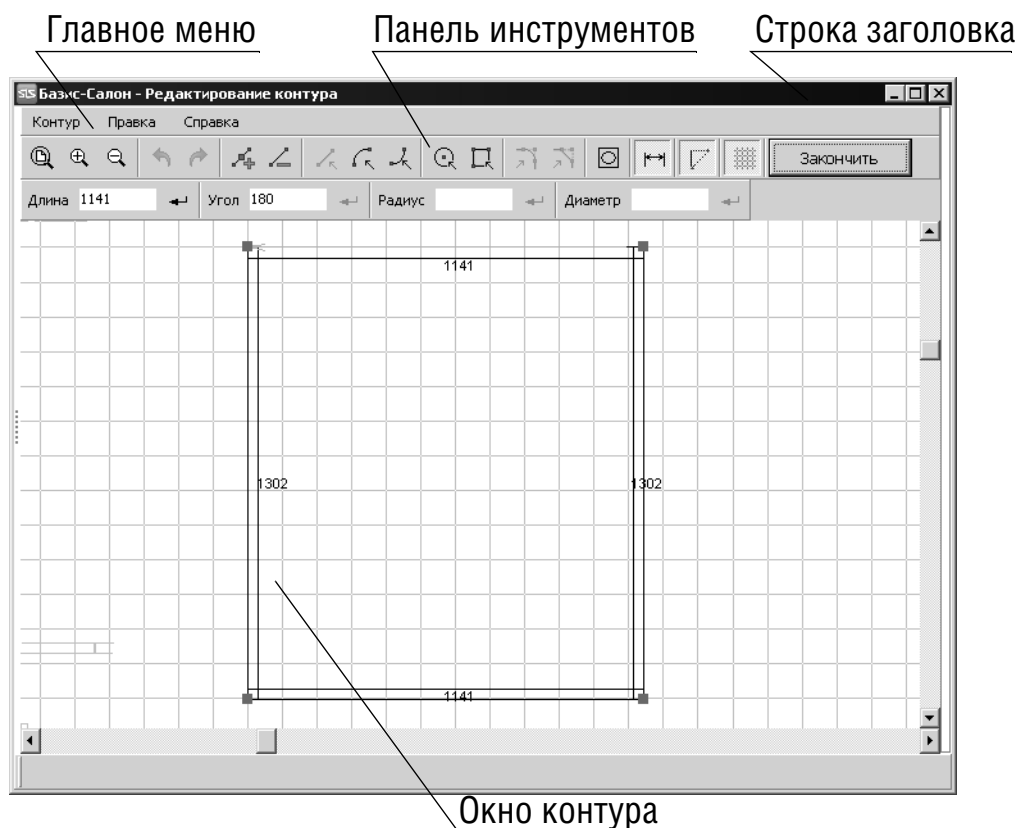 Главное меню
Панель инструментов
Строка заголовка
SLS Базис-Салон - Редактирование контура
Контур Правка Справка
Закончить
Длина 1141 Угол 180 Радиус Диаметр
1141
1302 1302
1141
Окно контура